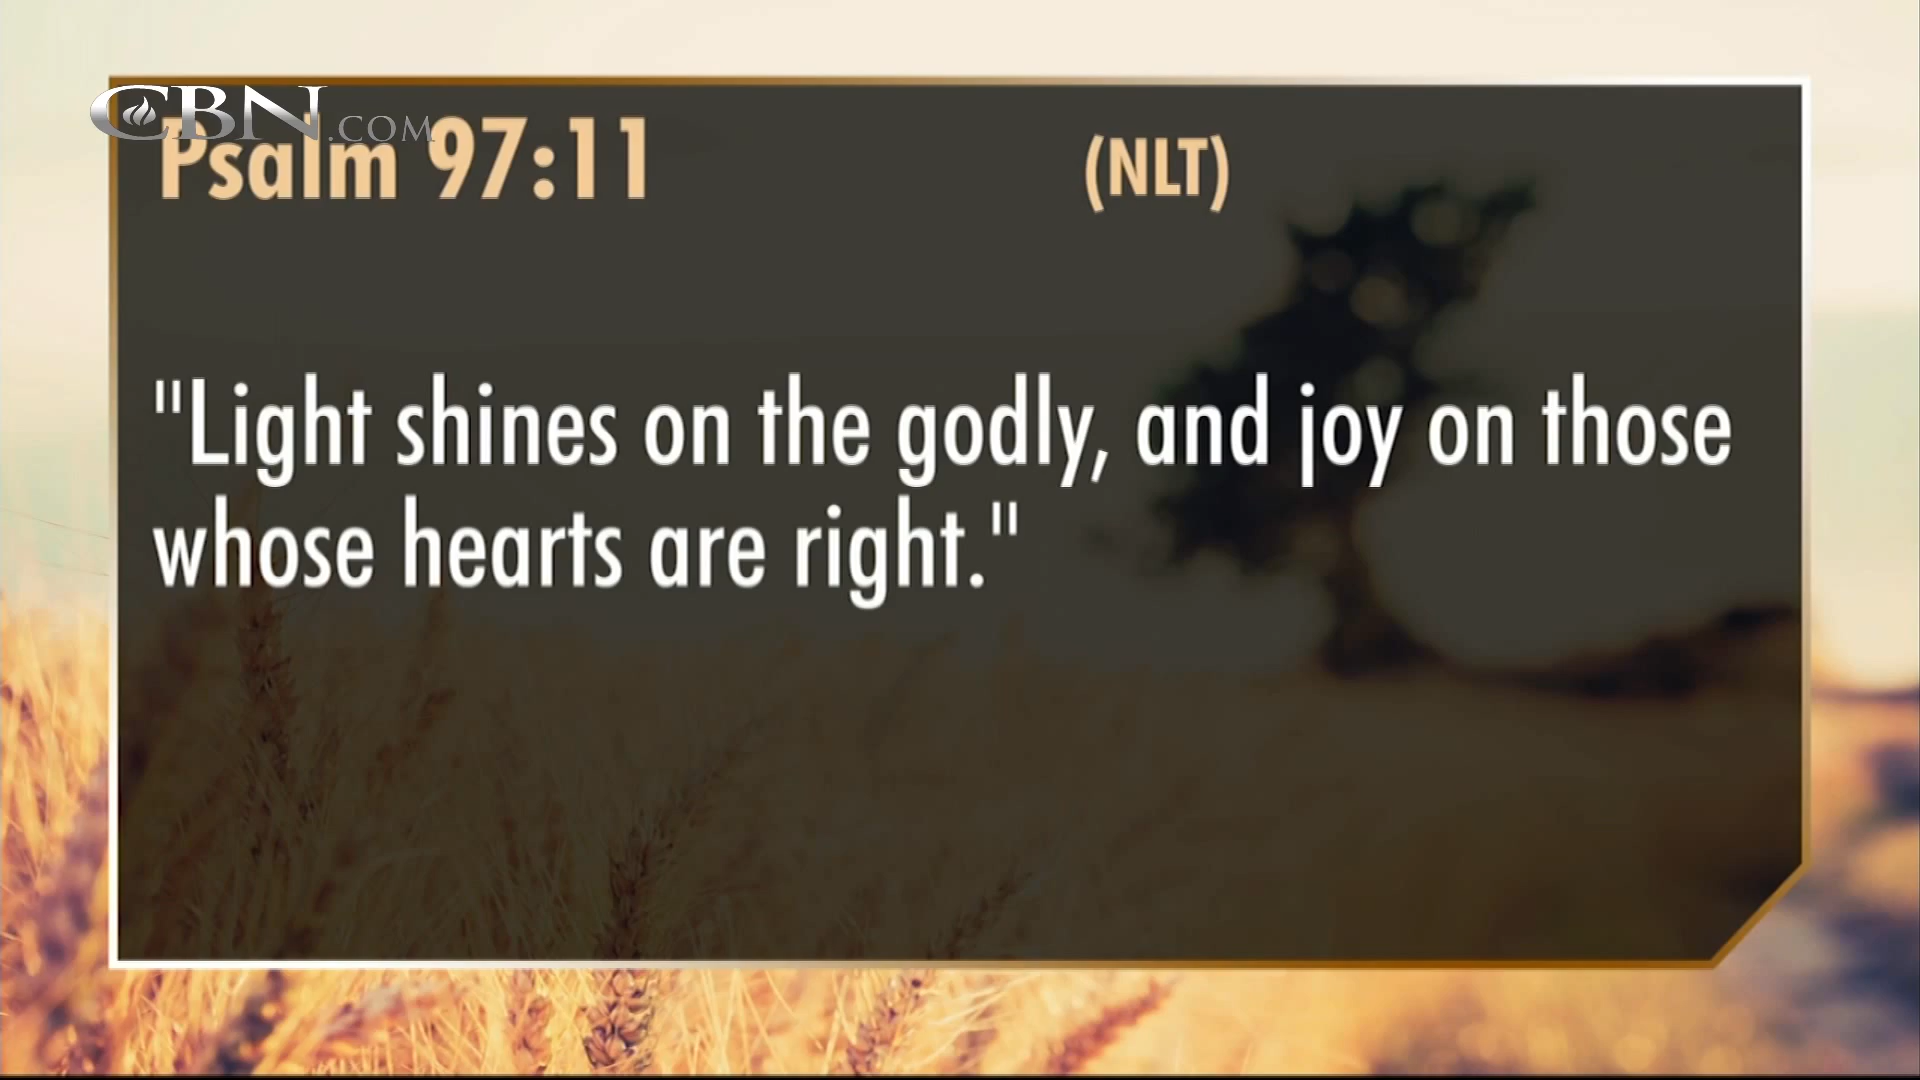 CBN.COM
Psalm 97:11 (NLT)
"Light shines on the godly, and joy on those
whose hearts are right."